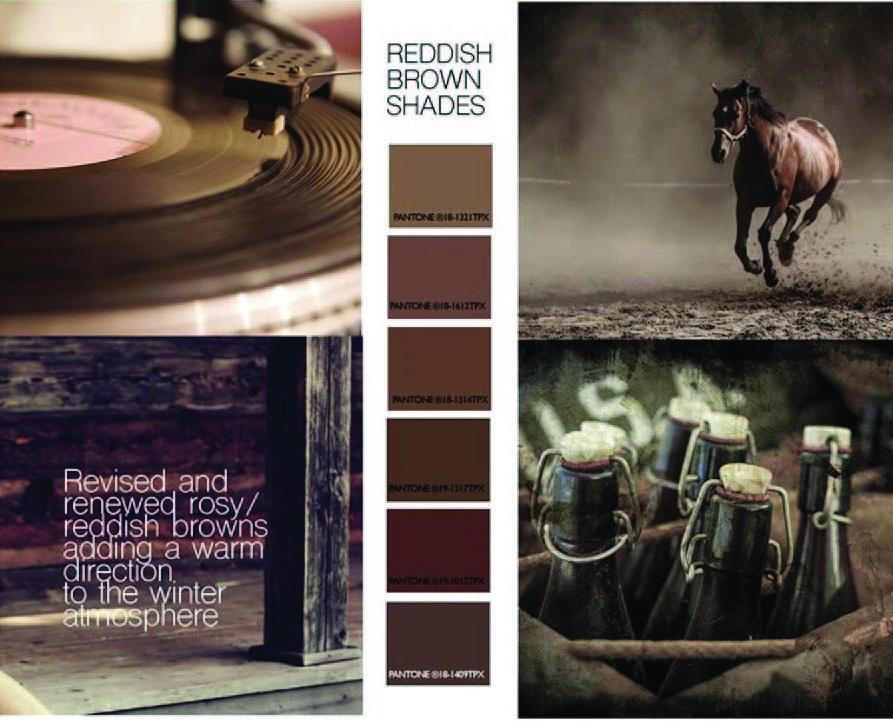 REDDISH
BROWN
SHADES
PANTONE ®18-1321TPX
PANTONE ®18-1612TPX
PANTONE ®18-1314TPX
PANTONE ®19-1217TPX
PANTONE ®19-1012TPX
PANTONE ®18-1409TPX
Revised and
renewed rosy/
reddish browns
adding a warm
direction
to the winter
atmosphere